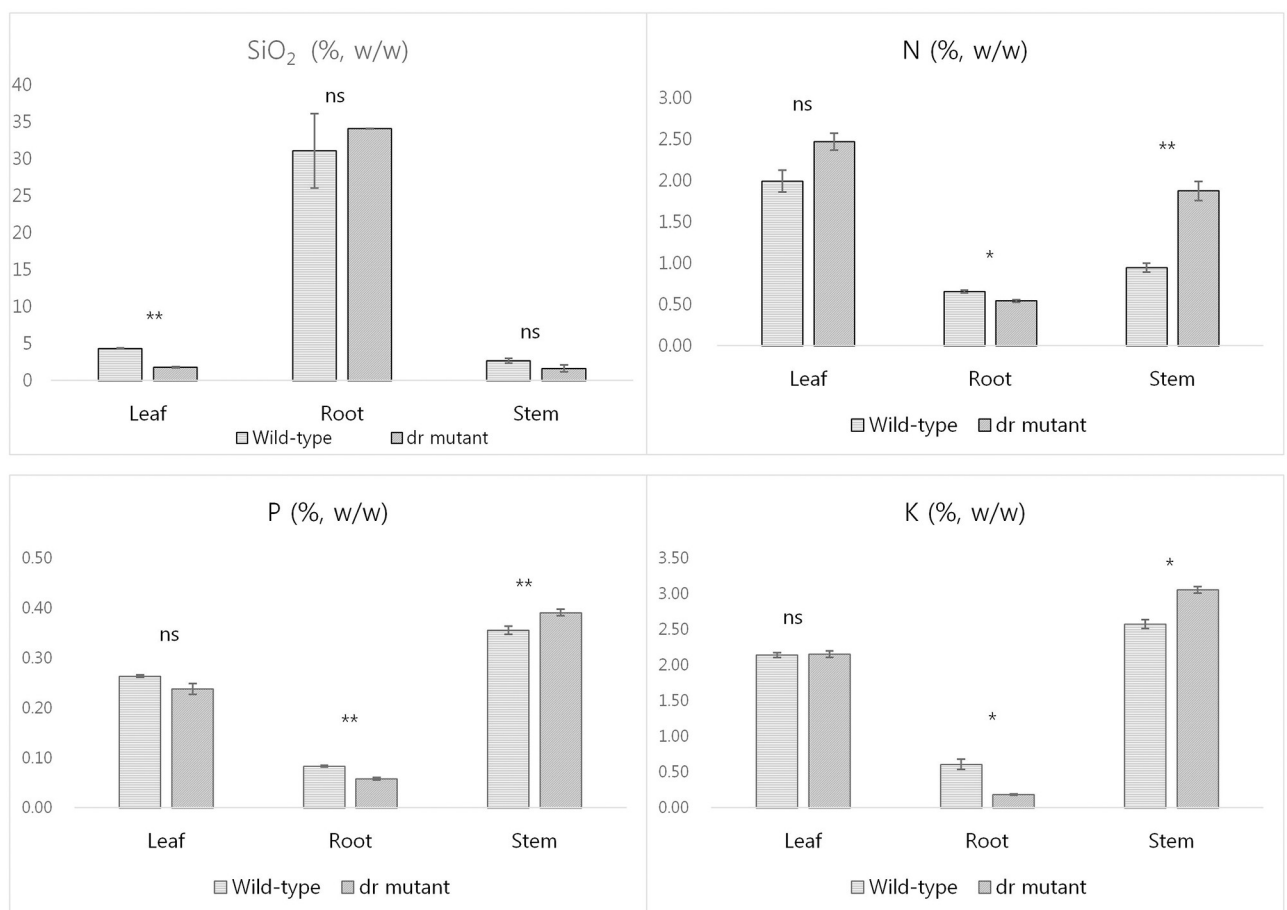 SiO₂ (%, w/w)
40
35
30
25
20
15
10
5
0
**
ns
ns
Leaf Root Stem
Wild-type dr mutant
N (%, w/w)
3.00
2.50
2.00
1.50
1.00
0.50
0.00
ns
*
**
Leaf Root Stem
Wild-type dr mutant
P (%, w/w)
0.50
0.40
0.30
0.20
0.10
0.00
ns
**
**
Leaf Root Stem
Wild-type dr mutant
K (%, w/w)
3.50
3.00
2.50
2.00
1.50
1.00
0.50
0.00
ns
*
*
Leaf Root Stem
Wild-type dr mutant